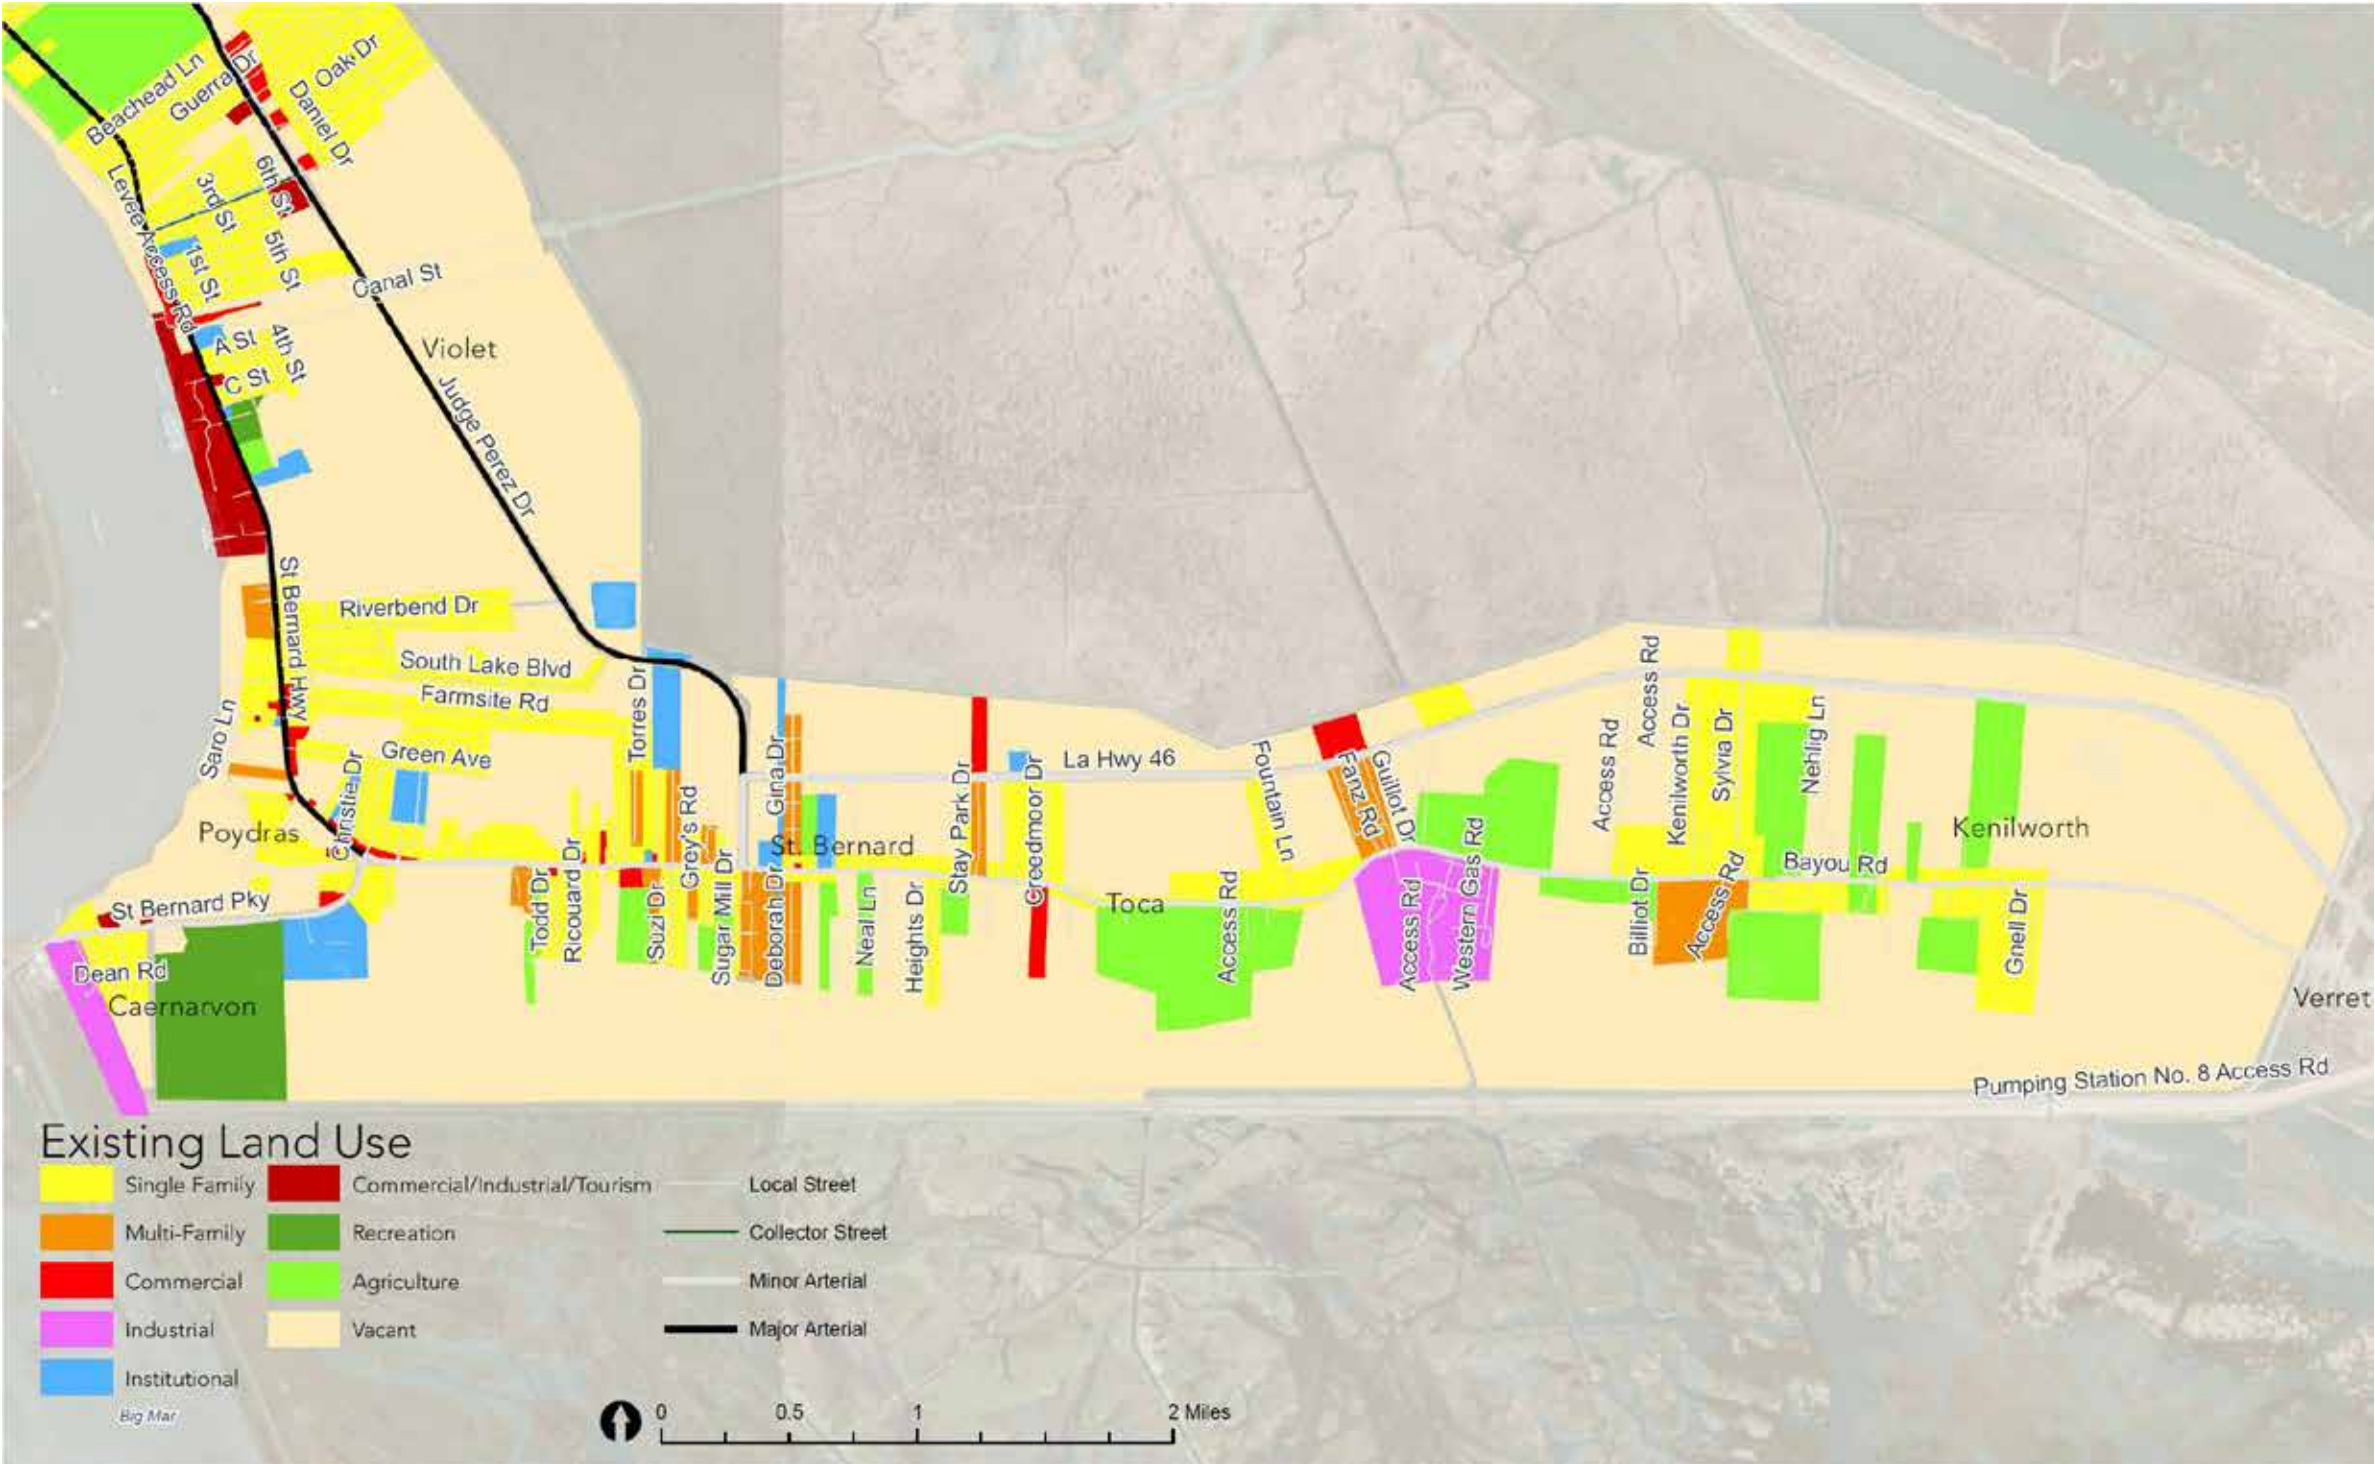 Oak Dr
Beachead Ln
Guerra Dr
Daniel Dr
6th St
3rd St
Levee Access Rd
5th St
1st St
Canal St
A St
4th St
C St
Violet
Judge Perez Dr
St Bernard Hwy
Riverbend Dr
South Lake Blvd
Farmsite Rd
Torres Dr
Saro Ln
Green Ave
Christie Dr
Gina Dr
La Hwy 46
Fountain Ln
Fanz Rd
Guillot Dr
Access Rd
Access Rd
Kenilworth Dr
Sylvia Dr
Nehlig Ln
Poydras
Grey's Rd
St. Bernard
Stay Park Dr
Creedmoor Dr
Western Gas Rd
Kenilworth
Bayou Rd
St Bernard Pky
Todd Dr
Ricouard Dr
Suzi Dr
Sugar Mill Dr
Deborah Dr
Neal Ln
Heights Dr
Toca
Access Rd
Access Rd
Billiot Dr
Access Rd
Gnell Dr
Dean Rd
Caernarvon
Verret
Pumping Station No. 8 Access Rd
Existing Land Use
Single Family
Commercial/Industrial/Tourism
Local Street
Multi-Family
Recreation
Collector Street
Commercial
Agriculture
Minor Arterial
Industrial
Vacant
Major Arterial
Institutional
Big Mar
0 0.5 1 2 Miles